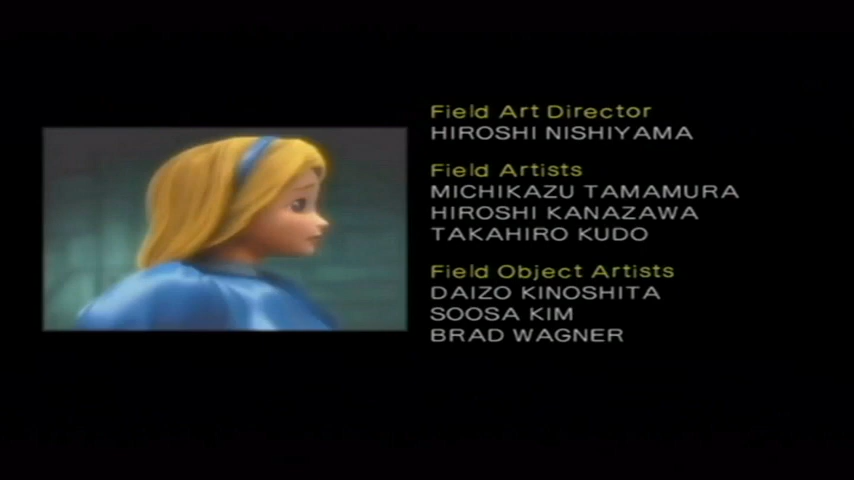 Field Art Director
HIROSHI NISHIYAMA
Field Artists
MICHIKAZU TAMAMURA
HIROSHI KANAZAWA
TAKAHIRO KUDO
Field Object Artists
DAIZO KINOSHITA
SOOSA KIM
BRAD WAGNER